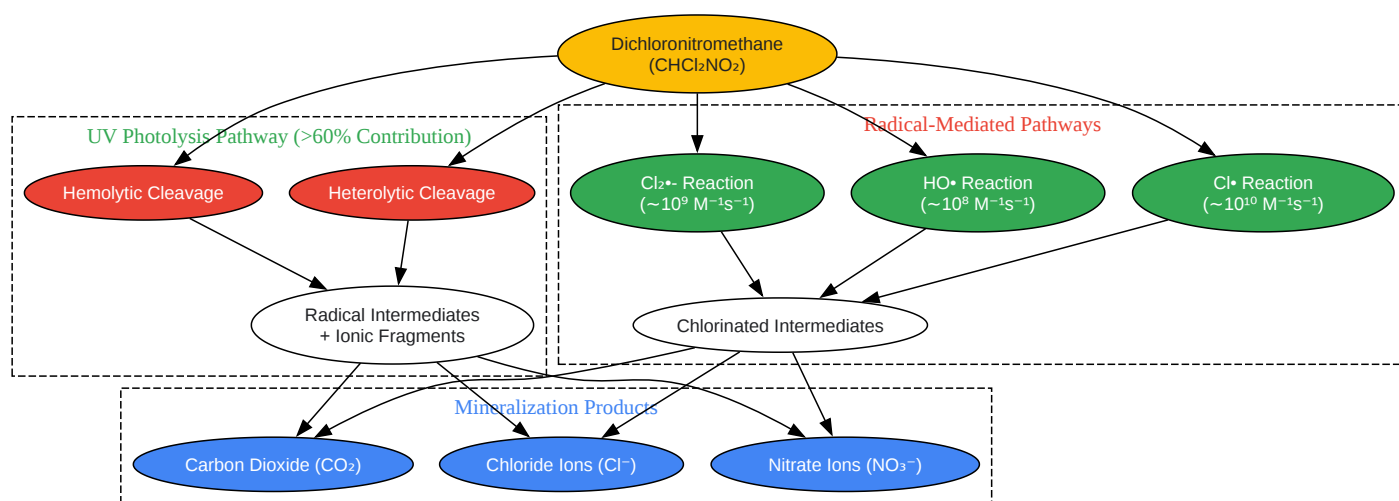 Dichloronitromethane
(CHCl₂NO₂)
UV Photolysis Pathway (>60% Contribution)
Radical-Mediated Pathways
Hemolytic Cleavage
Heterolytic Cleavage
Cl₂•- Reaction
(~10⁹ M⁻¹s⁻¹)
HO• Reaction
(~10⁸ M⁻¹s⁻¹)
Cl• Reaction
(~10¹⁰ M⁻¹s⁻¹)
Radical Intermediates
+ Ionic Fragments
Chlorinated Intermediates
Mineralization Products
Carbon Dioxide (CO₂)
Chloride Ions (Cl⁻)
Nitrate Ions (NO₃⁻)